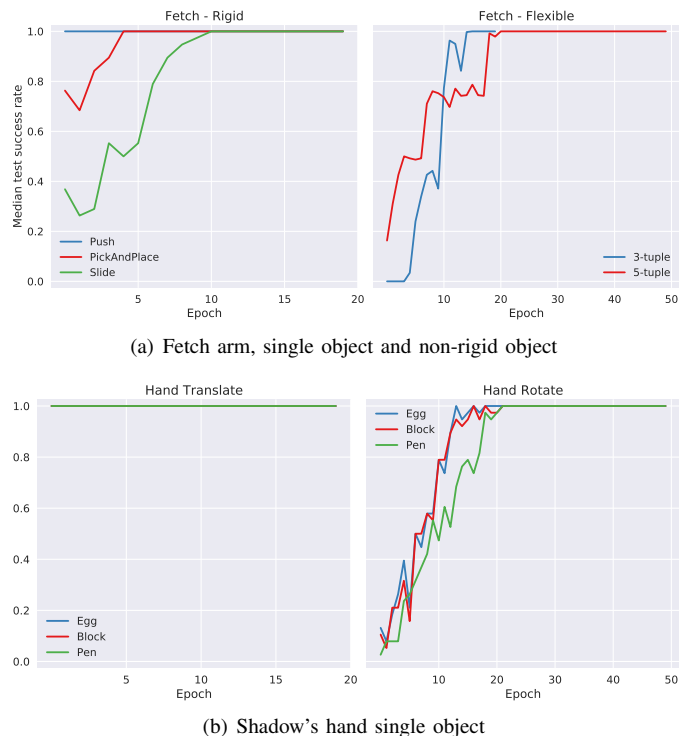 Fetch - Rigid
Fetch - Flexible
Median test success rate
1.0
0.8
0.6
0.4
0.2
0.0
Push
PickAndPlace
Slide
3-tuple
5-tuple
5 10 15 20
10 20 30 40 50
Epoch
Epoch
(a) Fetch arm, single object and non-rigid object
Hand Translate
Hand Rotate
1.0
0.8
0.6
0.4
0.2
0.0
Egg
Block
Pen
Egg
Block
Pen
5 10 15 20
10 20 30 40 50
Epoch
Epoch
(b) Shadow's hand single object